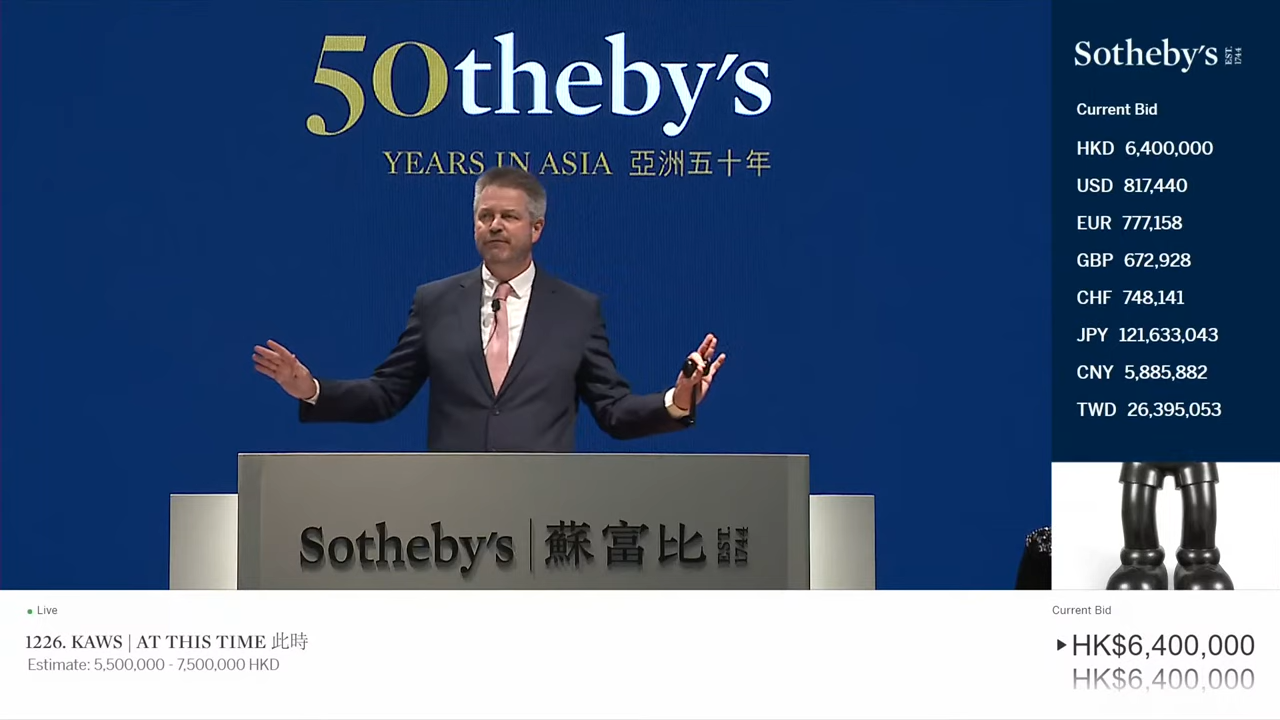 50theby's
YEARS IN ASIA 亞洲五十年
Sotheby's | 蘇富比 EST. 1744
Sotheby's EST. 1744
Current Bid
HKD 6,400,000
USD 817,440
EUR 777,158
GBP 672,928
CHF 748,141
JPY 121,633,043
CNY 5,885,882
TWD 26,395,053
Live
1226. KAWS | AT THIS TIME 此時
Estimate: 5,500,000 - 7,500,000 HKD
Current Bid
HK$6,400,000
HK$6,400,000